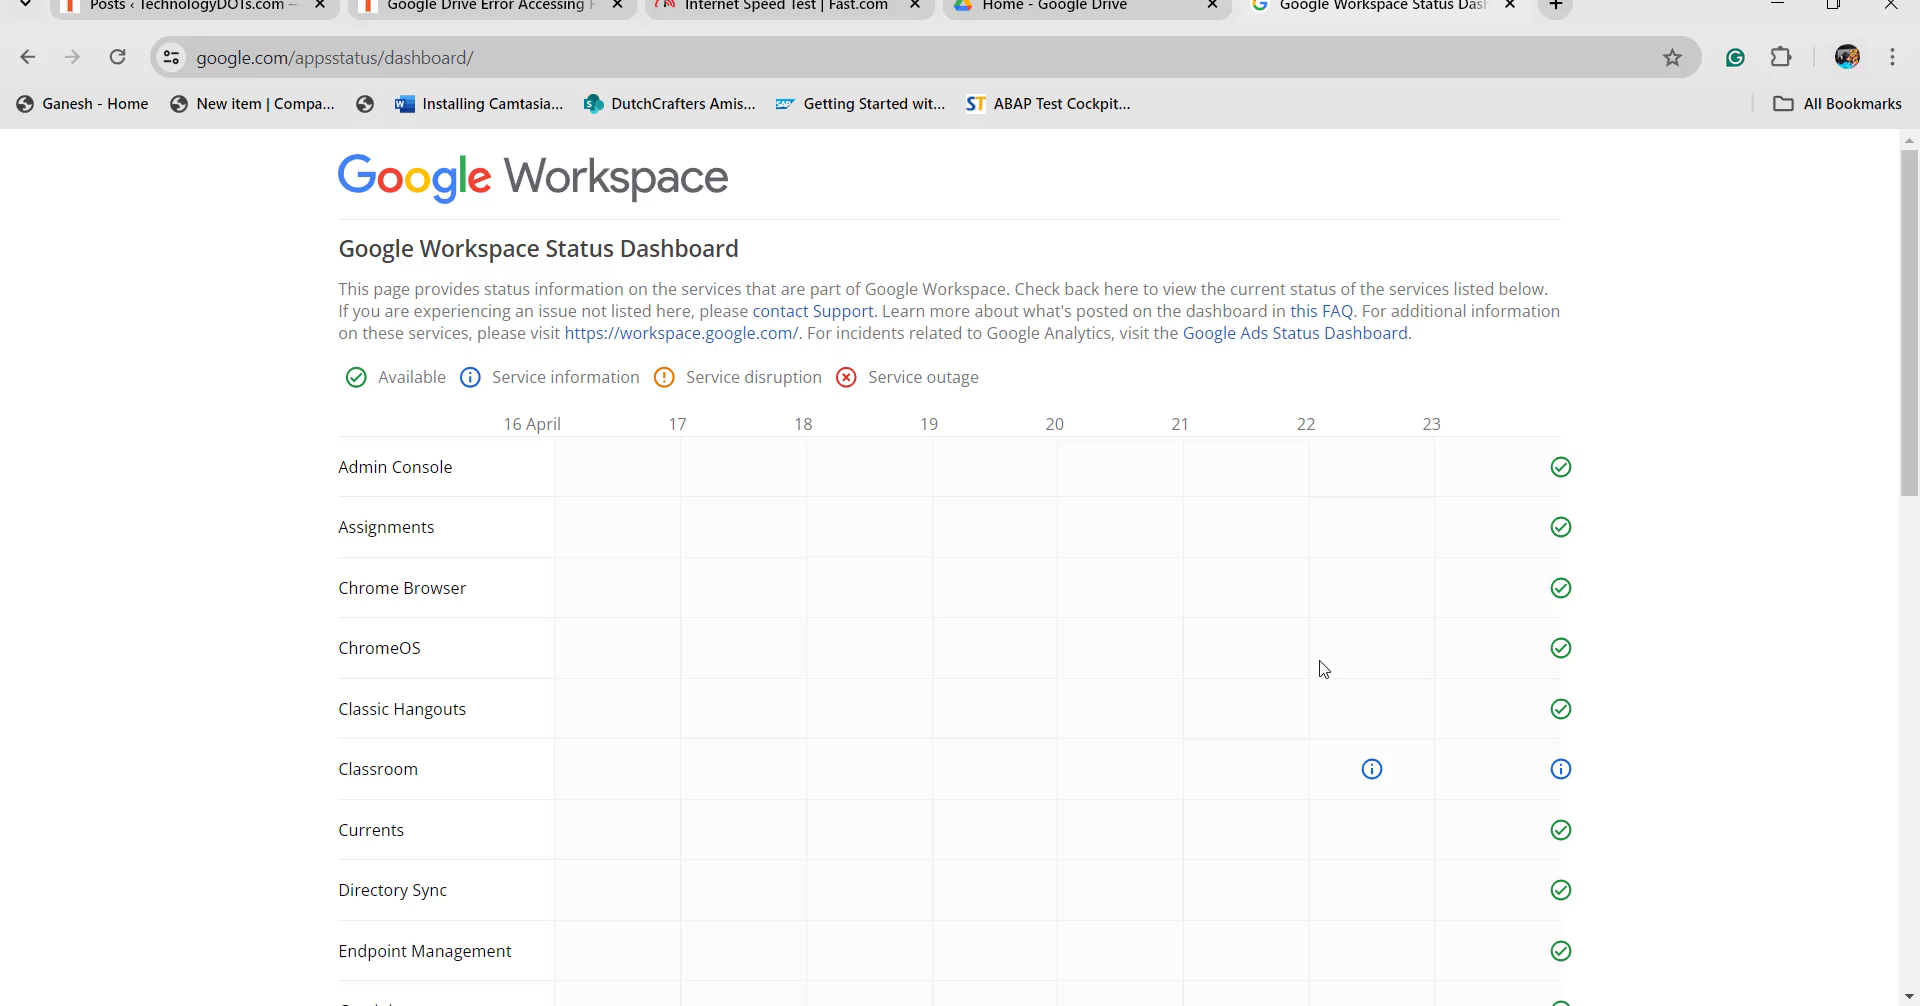 Posts ‹ TechnologyDOTs.com —
Google Drive Error Accessing
Internet Speed Test | Fast.com
Home - Google Drive
Google Workspace Status Dash
google.com/appsstatus/dashboard/
Ganesh - Home
New item | Compa...
Installing Camtasia...
DutchCrafters Amis...
Getting Started wit...
ABAP Test Cockpit...
All Bookmarks
Google Workspace
Google Workspace Status Dashboard
This page provides status information on the services that are part of Google Workspace. Check back here to view the current status of the services listed below.
If you are experiencing an issue not listed here, please contact Support. Learn more about what's posted on the dashboard in this FAQ. For additional information
on these services, please visit https://workspace.google.com/. For incidents related to Google Analytics, visit the Google Ads Status Dashboard.
Available Service information Service disruption Service outage
16 April 17 18 19 20 21 22 23
Admin Console
Assignments
Chrome Browser
ChromeOS
Classic Hangouts
Classroom
Currents
Directory Sync
Endpoint Management